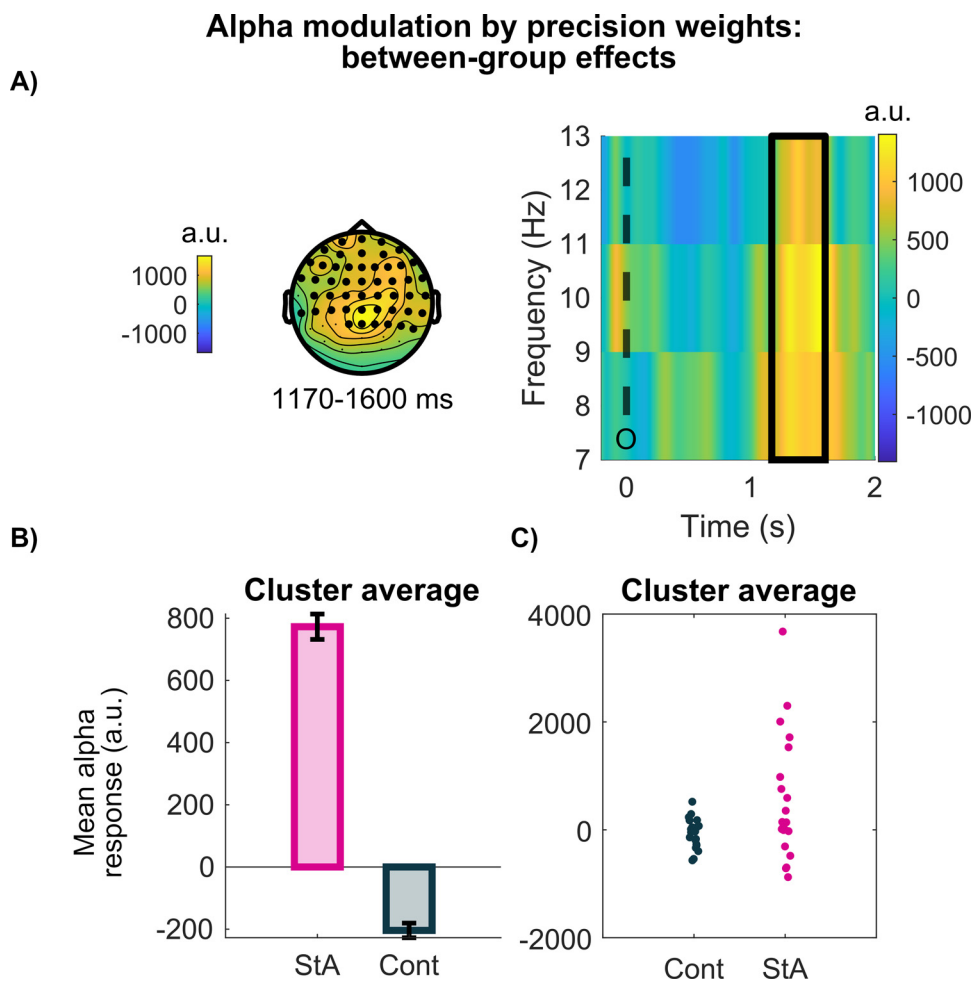 Alpha modulation by precision weights:
between-group effects
A)
a.u.
1000
0
-1000
1170-1600 ms
a.u.
13
12
11
10
9
8
7
Frequency (Hz)
O
0
1
2
Time (s)
1000
500
0
-500
-1000
B)
Cluster average
800
600
400
200
0
-200
Mean alpha
response (a.u.)
StA
Cont
C)
Cluster average
4000
2000
0
-2000
Cont
StA